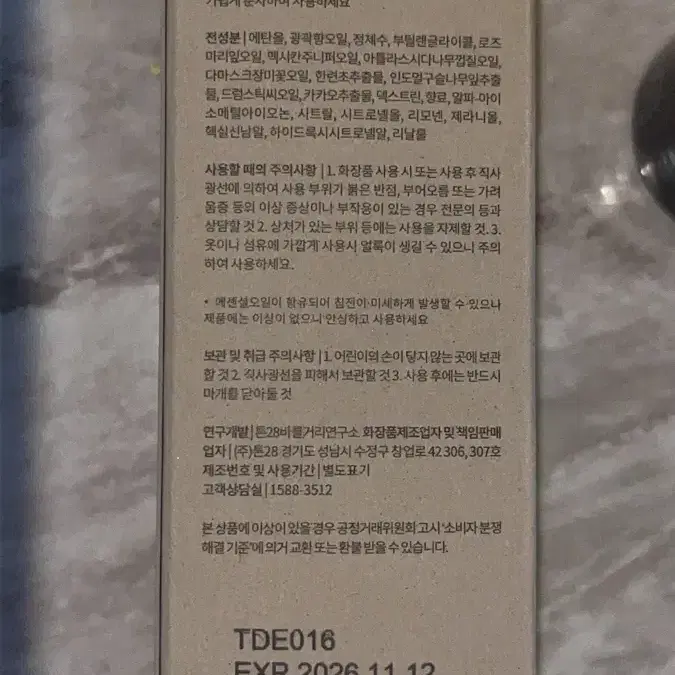 가볍게 분사하여 사용하세요
전성분 | 에탄올, 광곽향오일, 정제수, 부틸렌글라이콜, 로즈
마리잎오일, 멕시칸주니퍼오일, 아틀라스시다나무껍질오일,
다마스크장미꽃오일, 한련초추출물, 인도멀구슬나무잎추출
물, 드럼스틱씨오일, 카카오추출물, 덱스트린, 향료, 알파-아이
소메틸아이오논, 시트랄, 시트로넬올, 리모넨, 제라니올,
헥실신남알, 하이드록시시트로넬알, 리날룰
사용할 때의 주의사항 | 1. 화장품 사용 시 또는 사용 후 직사
광선에 의하여 사용 부위가 붉은 반점, 부어오름 또는 가려
움증 등의 이상 증상이나 부작용이 있는 경우 전문의 등과
상담할 것 2. 상처가 있는 부위 등에는 사용을 자제할 것. 3.
옷이나 섬유에 가깝게 사용시 얼룩이 생길 수 있으니 주의
하여 사용하세요.
• 에센셜오일이 함유되어 침전이 미세하게 발생할 수 있으나
제품에는 이상이 없으니 안심하고 사용하세요
보관 및 취급 주의사항 | 1. 어린이의 손이 닿지 않는 곳에 보관
할 것 2. 직사광선을 피해서 보관할 것 3. 사용 후에는 반드시
마개를 닫아둘 것
연구개발 | 톤28바를거리연구소 화장품제조업자 및 책임판매
업자 | (주)톤28 경기도 성남시 수정구 창업로 42 306, 307호
제조번호 및 사용기간 | 별도표기
고객상담실 | 1588-3512
본 상품에 이상이 있을 경우 공정거래위원회 고시 '소비자 분쟁
해결 기준'에 의거 교환 또는 환불 받을 수 있습니다.
TDE016
EXP 2026.11.12